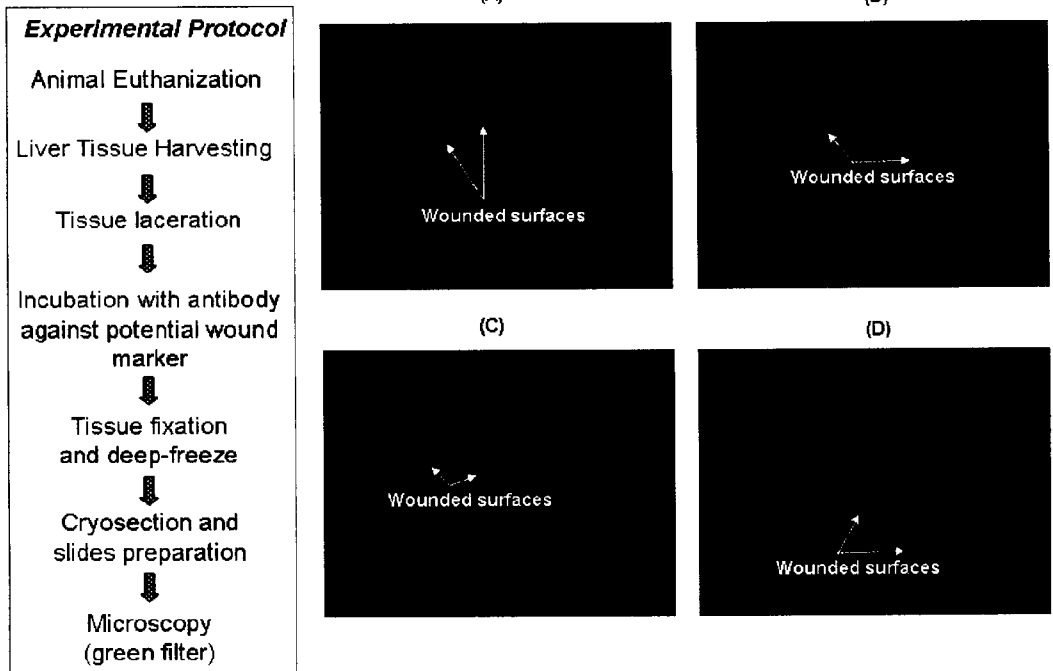 Experimental Protocol
Animal Euthanization
Liver Tissue Harvesting
Tissue laceration
Incubation with antibody
against potential wound
marker
Tissue fixation
and deep-freeze
Cryosection and
slides preparation
Microscopy
(green filter)
Wounded surfaces
Wounded surfaces
(C)
(D)
Wounded surfaces
Wounded surfaces